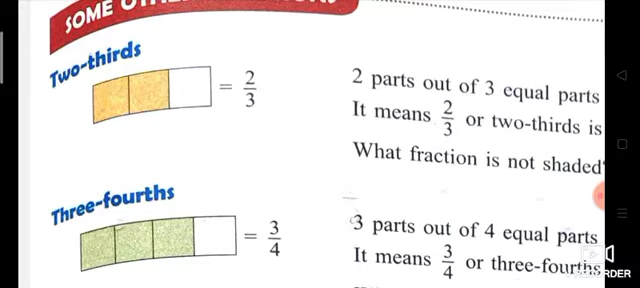 SOME
Two-thirds
= 2/3
2 parts out of 3 equal parts
It means 2/3 or two-thirds is
What fraction is not shaded
Three-fourths
= 3/4
3 parts out of 4 equal parts
It means 3/4 or three-fourths